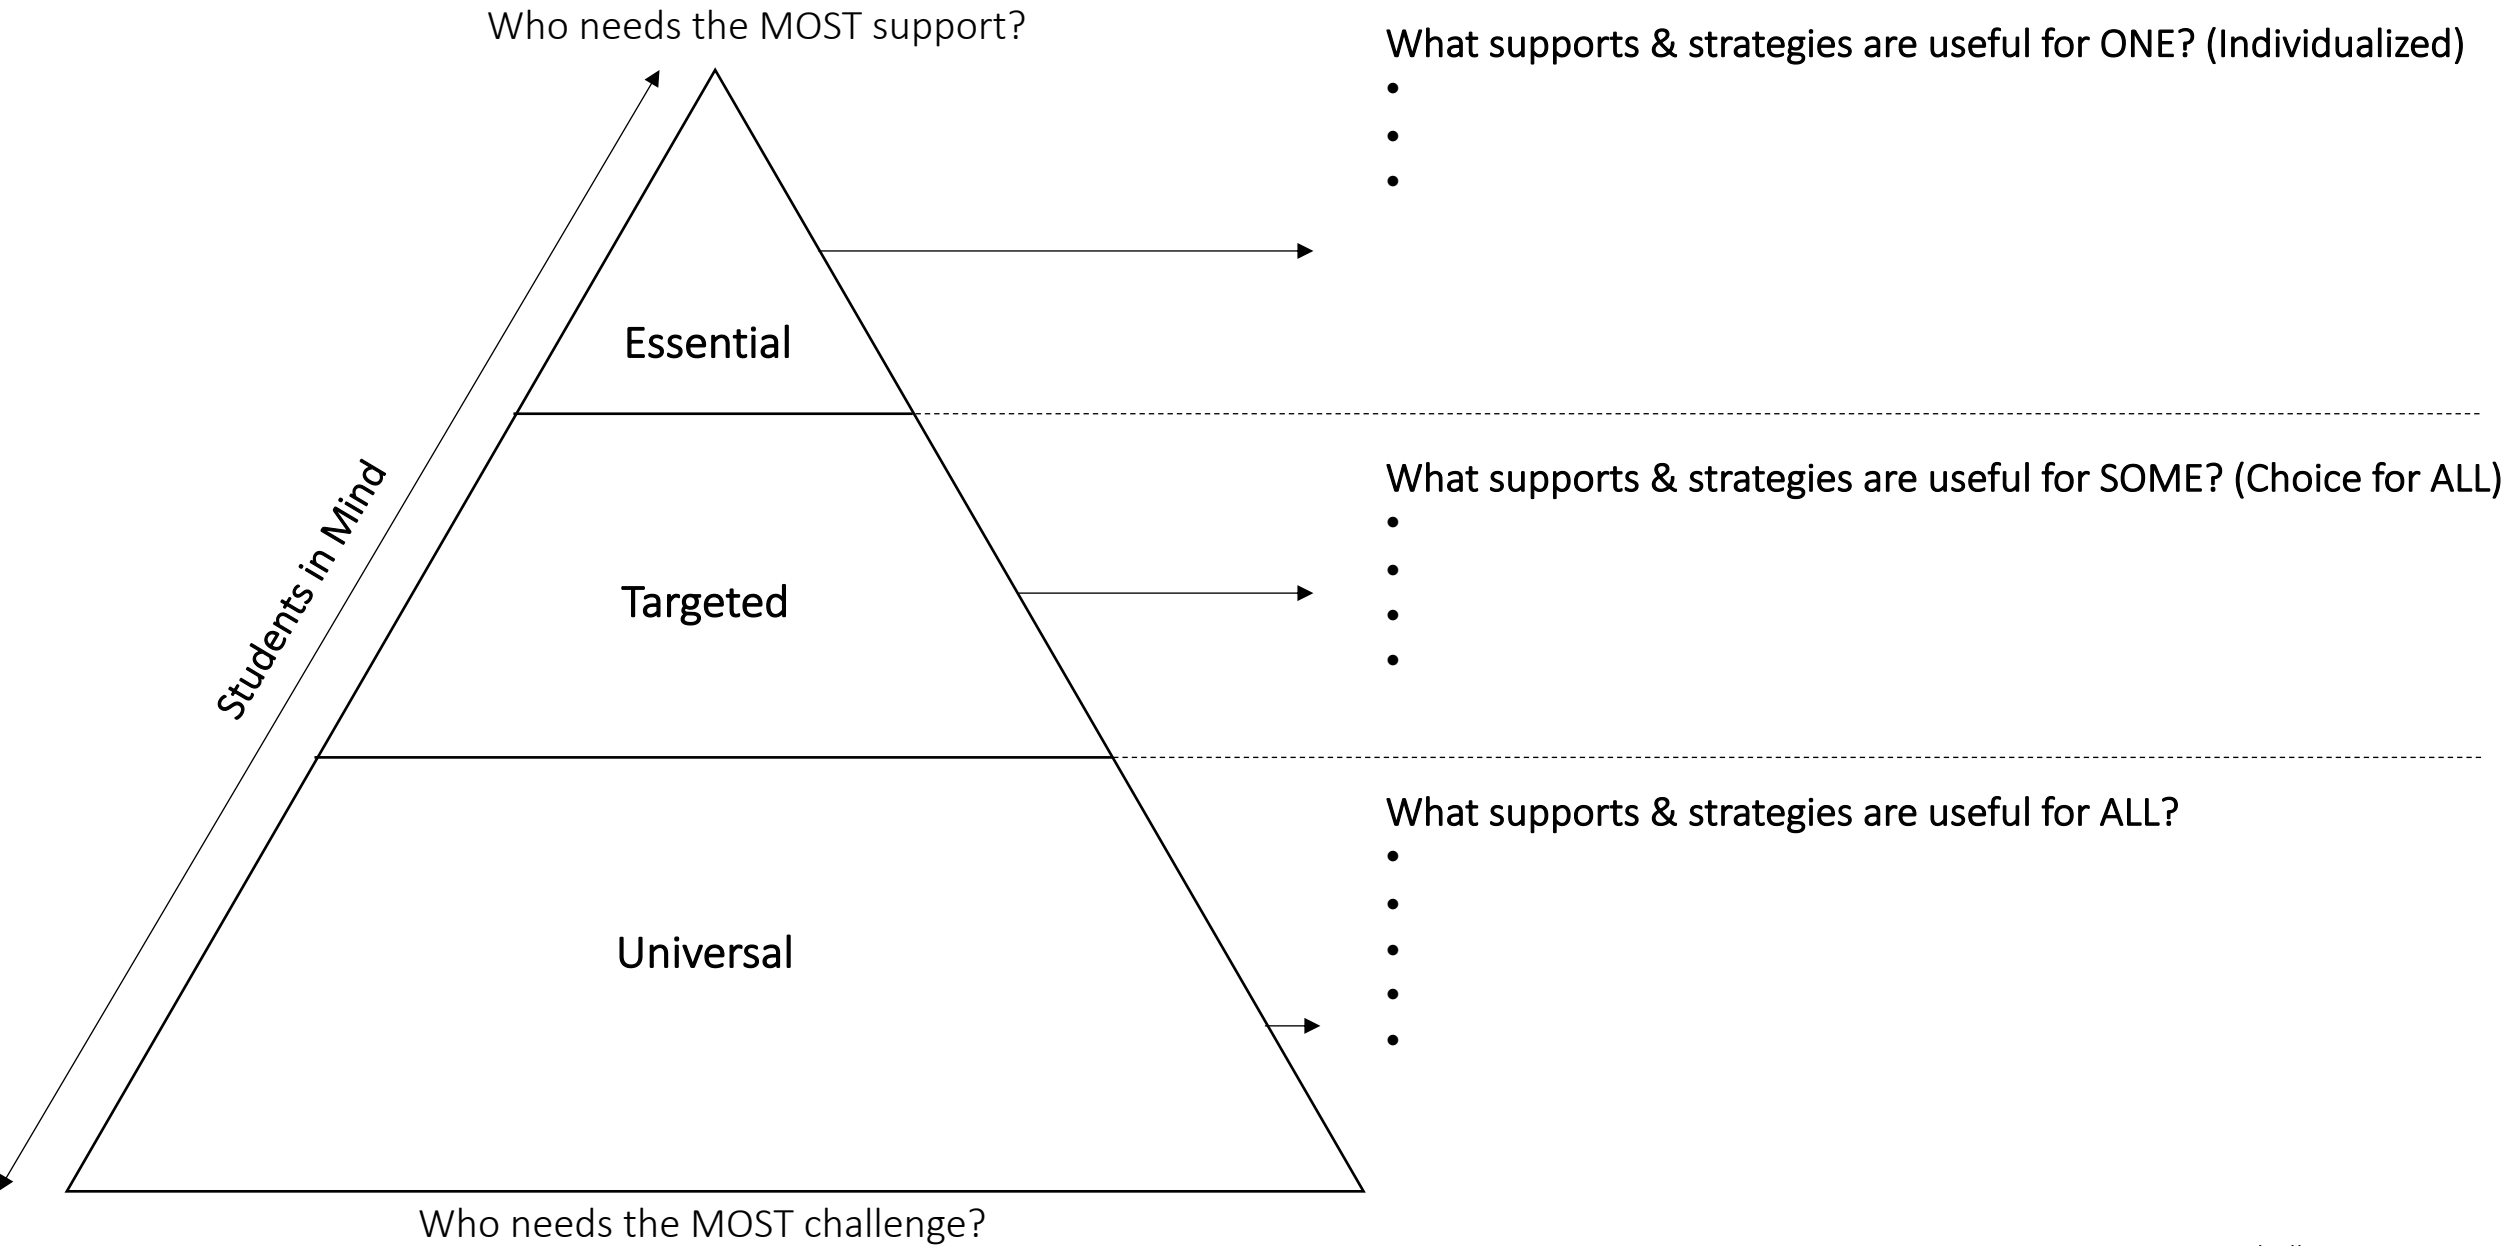 Who needs the MOST support?
What supports & strategies are useful for ONE? (Individualized)
•
•
•
Essential
Students in Mind
What supports & strategies are useful for SOME? (Choice for ALL)
•
•
•
•
Targeted
What supports & strategies are useful for ALL?
•
•
•
•
•
Universal
Who needs the MOST challenge?